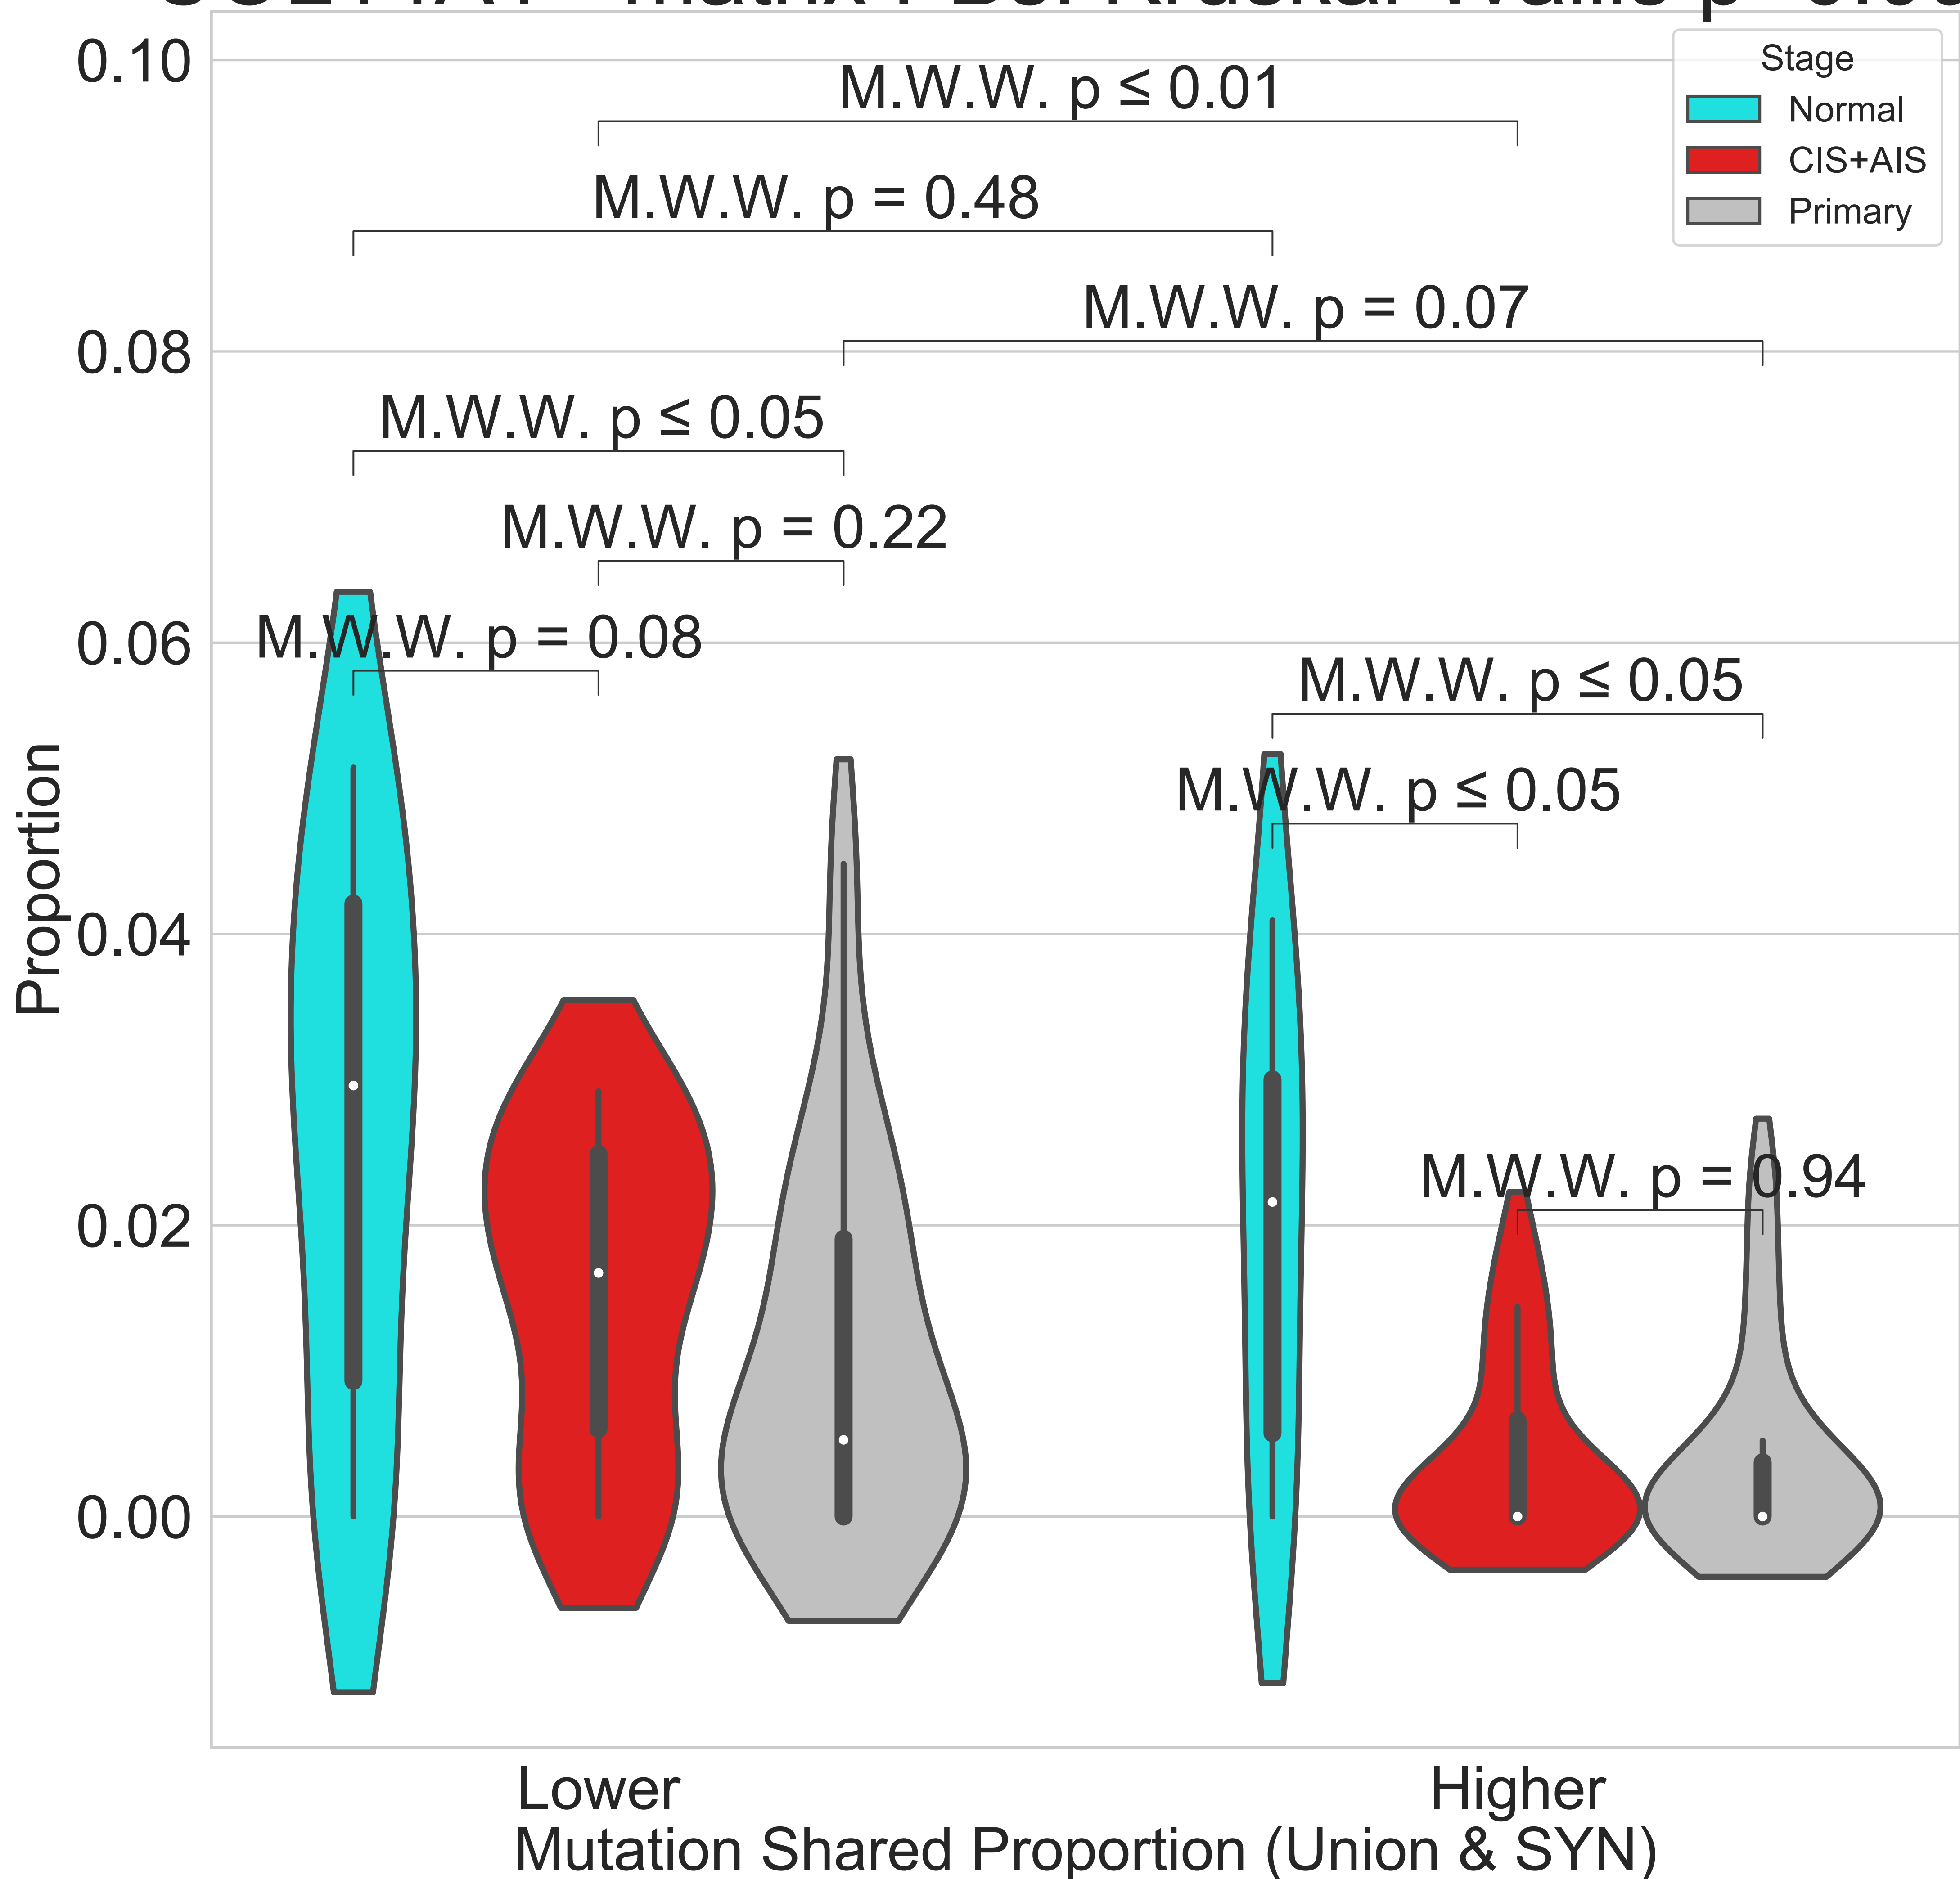 Stage
Normal
CIS+AIS
Primary
0.10
0.08
0.06
0.04
0.02
0.00
Proportion
M.W.W. p ≤ 0.01
M.W.W. p = 0.48
M.W.W. p = 0.07
M.W.W. p ≤ 0.05
M.W.W. p = 0.22
M.W.W. p = 0.08
M.W.W. p ≤ 0.05
M.W.W. p ≤ 0.05
M.W.W. p = 0.94
Lower
Higher
Mutation Shared Proportion (Union & SYN)